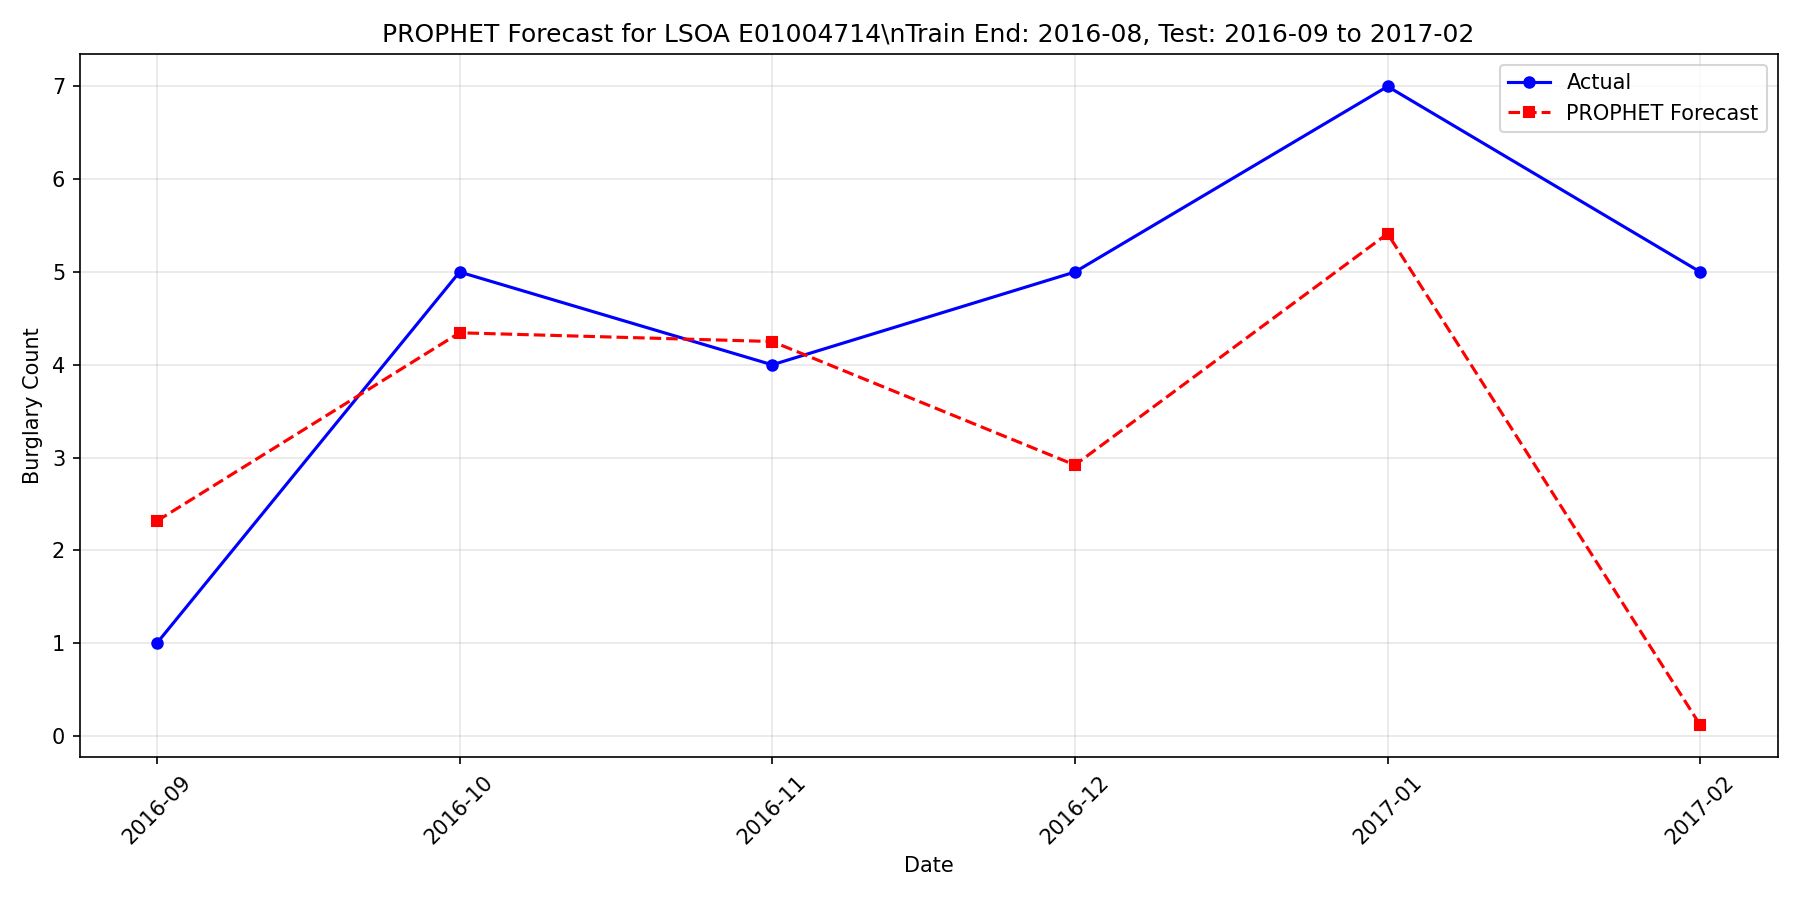 PROPHET Forecast for LSOA E01004714\nTrain End: 2016-08, Test: 2016-09 to 2017-02
Actual
PROPHET Forecast
Burglary Count
7
6
5
4
3
2
1
0
2016-09
2016-10
2016-11
2016-12
2017-01
2017-02
Date